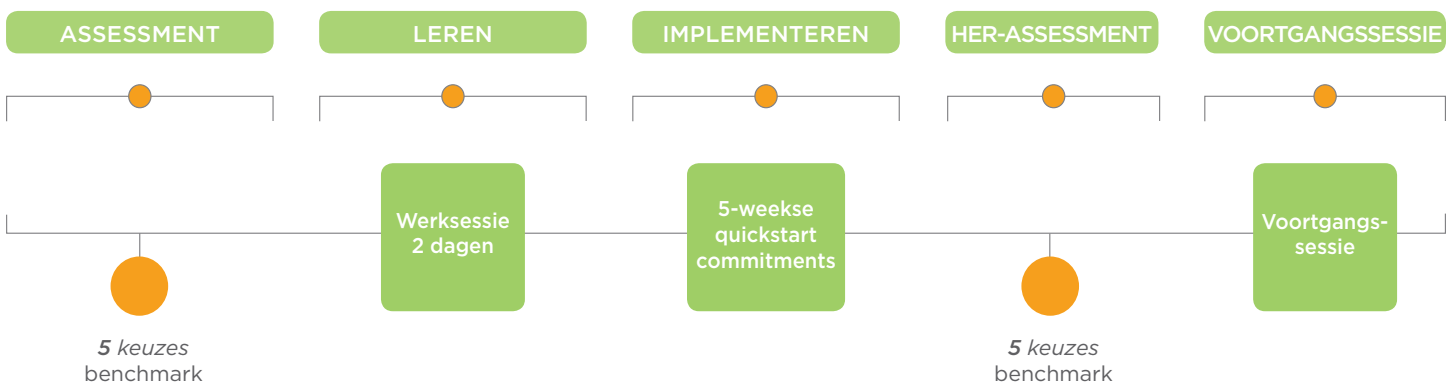 ASSESSMENT
LEREN
IMPLEMENTEREN
HER-ASSESSMENT
VOORTGANGSSESSIE
Werksessie
2 dagen
5-weekse
quickstart
commitments
Voortgangs-
sessie
5 keuzes
benchmark
5 keuzes
benchmark